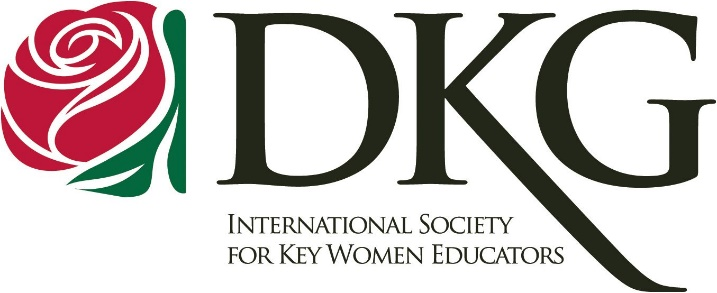 DKG
INTERNATIONAL SOCIETY
FOR KEY WOMEN EDUCATORS